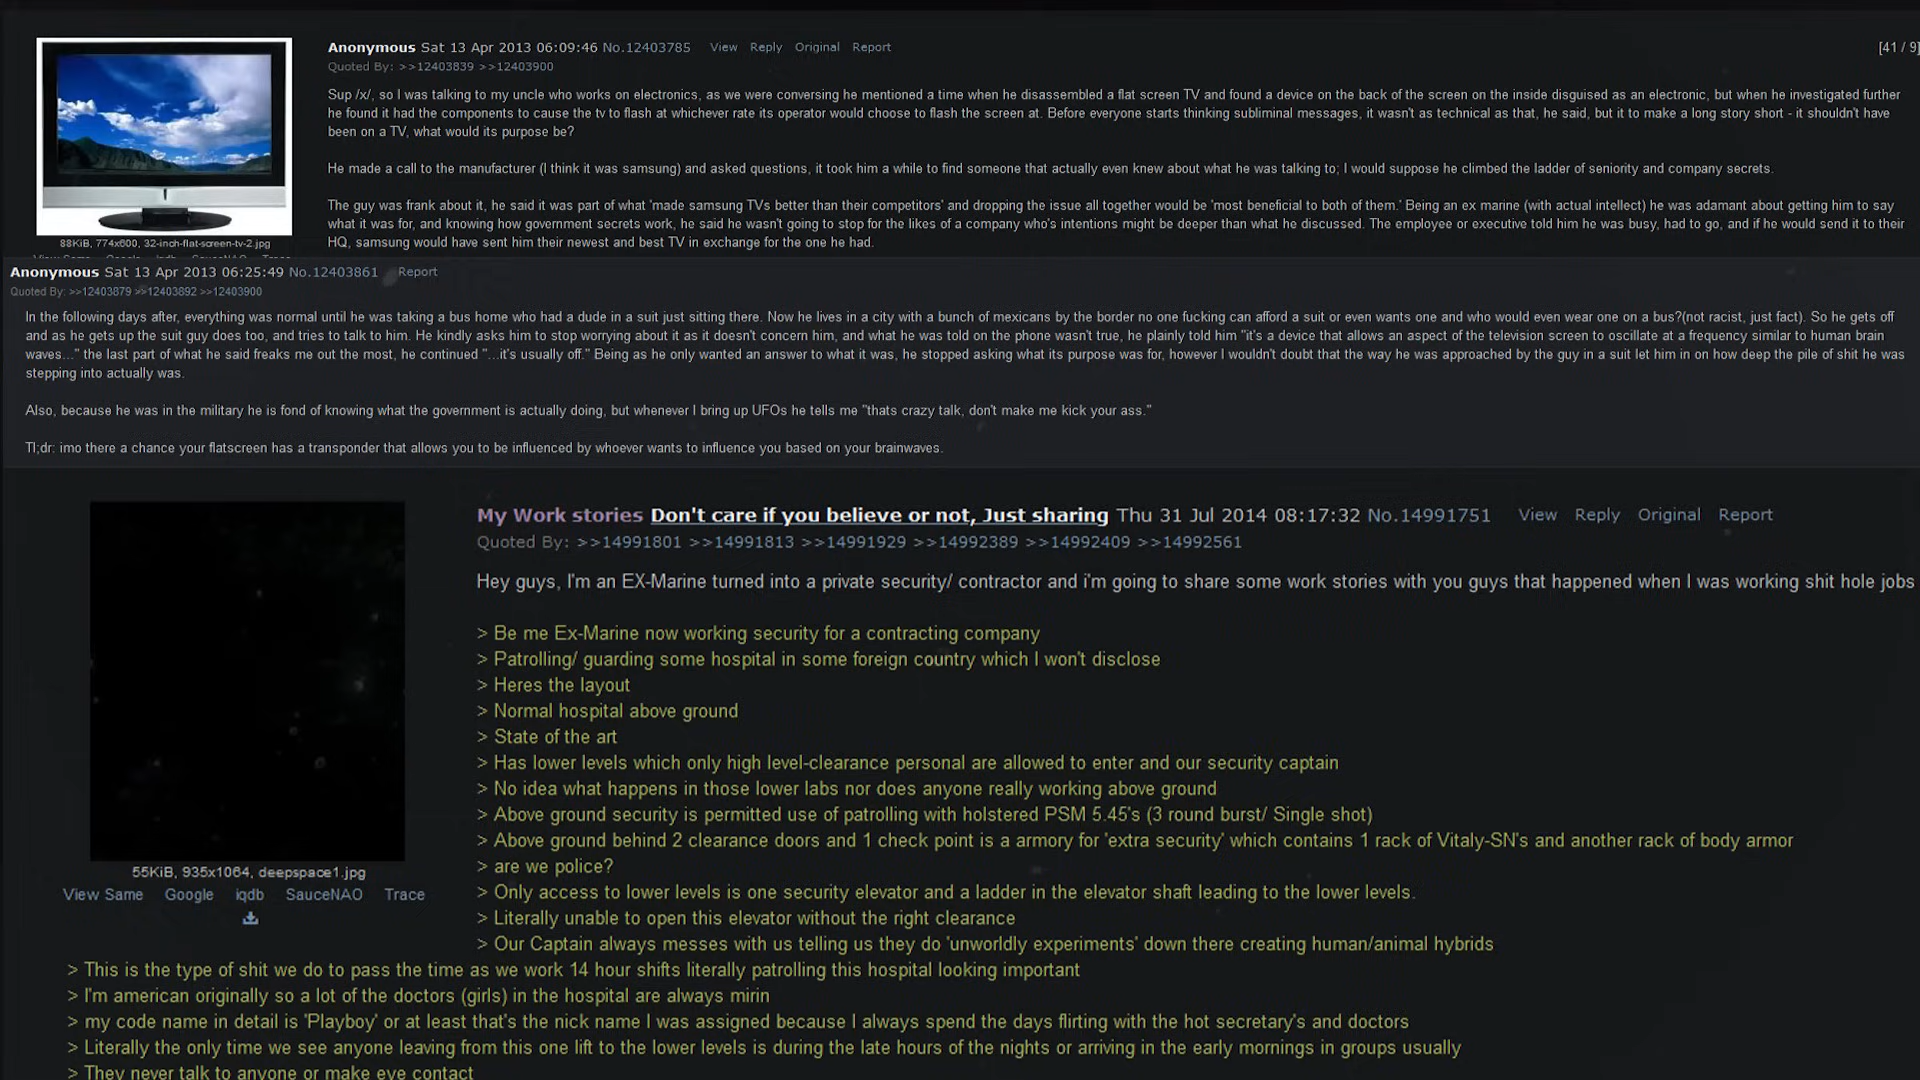 Anonymous Sat 13 Apr 2013 06:09:46 No.12403785 View Reply Original Report
[41 / 9]
Quoted By: >>12403839 >>12403900
Sup /x/, so I was talking to my uncle who works on electronics, as we were conversing he mentioned a time when he disassembled a flat screen TV and found a device on the back of the screen on the inside disguised as an electronic, but when he investigated further
he found it had the components to cause the tv to flash at whichever rate its operator would choose to flash the screen at. Before everyone starts thinking subliminal messages, it wasn't as technical as that, he said, but it to make a long story short - it shouldn't have
been on a TV, what would its purpose be?
He made a call to the manufacturer (I think it was samsung) and asked questions, it took him a while to find someone that actually even knew about what he was talking to; I would suppose he climbed the ladder of seniority and company secrets.
The guy was frank about it, he said it was part of what 'made samsung TVs better than their competitors' and dropping the issue all together would be 'most beneficial to both of them.' Being an ex marine (with actual intellect) he was adamant about getting him to say
what it was for, and knowing how government secrets work, he said he wasn't going to stop for the likes of a company who's intentions might be deeper than what he discussed. The employee or executive told him he was busy, had to go, and if he would send it to their
HQ, samsung would have sent him their newest and best TV in exchange for the one he had.
88KiB, 774x600, 32-inch-flat-screen-tv-2.jpg
View Same Google iqdb SauceNAO Trace
Anonymous Sat 13 Apr 2013 06:25:49 No.12403861 Report
Quoted By: >>12403879 >>12403892 >>12403900
In the following days after, everything was normal until he was taking a bus home who had a dude in a suit just sitting there. Now he lives in a city with a bunch of mexicans by the border no one fucking can afford a suit or even wants one and who would even wear one on a bus?(not racist, just fact). So he gets off
and as he gets up the suit guy does too, and tries to talk to him. He kindly asks him to stop worrying about it as it doesn't concern him, and what he was told on the phone wasn't true, he plainly told him "it's a device that allows an aspect of the television screen to oscillate at a frequency similar to human brain
waves..." the last part of what he said freaks me out the most, he continued "...it's usually off." Being as he only wanted an answer to what it was, he stopped asking what its purpose was for, however I wouldn't doubt that the way he was approached by the guy in a suit let him in on how deep the pile of shit he was
stepping into actually was.
Also, because he was in the military he is fond of knowing what the government is actually doing, but whenever I bring up UFOs he tells me "thats crazy talk, don't make me kick your ass."
Tl;dr: imo there a chance your flatscreen has a transponder that allows you to be influenced by whoever wants to influence you based on your brainwaves.
My Work stories Don't care if you believe or not, Just sharing Thu 31 Jul 2014 08:17:32 No.14991751 View Reply Original Report
Quoted By: >>14991801 >>14991813 >>14991929 >>14992389 >>14992409 >>14992561
Hey guys, I'm an EX-Marine turned into a private security/ contractor and i'm going to share some work stories with you guys that happened when I was working shit hole jobs
> Be me Ex-Marine now working security for a contracting company
> Patrolling/ guarding some hospital in some foreign country which I won't disclose
> Heres the layout
> Normal hospital above ground
> State of the art
> Has lower levels which only high level-clearance personal are allowed to enter and our security captain
> No idea what happens in those lower labs nor does anyone really working above ground
> Above ground security is permitted use of patrolling with holstered PSM 5.45's (3 round burst/ Single shot)
> Above ground behind 2 clearance doors and 1 check point is a armory for 'extra security' which contains 1 rack of Vitaly-SN's and another rack of body armor
> are we police?
> Only access to lower levels is one security elevator and a ladder in the elevator shaft leading to the lower levels.
> Literally unable to open this elevator without the right clearance
> Our Captain always messes with us telling us they do 'unworldly experiments' down there creating human/animal hybrids
55KiB, 935x1064, deepspace1.jpg
View Same Google iqdb SauceNAO Trace
> This is the type of shit we do to pass the time as we work 14 hour shifts literally patrolling this hospital looking important
> I'm american originally so a lot of the doctors (girls) in the hospital are always mirin
> my code name in detail is 'Playboy' or at least that's the nick name I was assigned because I always spend the days flirting with the hot secretary's and doctors
> Literally the only time we see anyone leaving from this one lift to the lower levels is during the late hours of the nights or arriving in the early mornings in groups usually
> They never talk to anyone or make eye contact